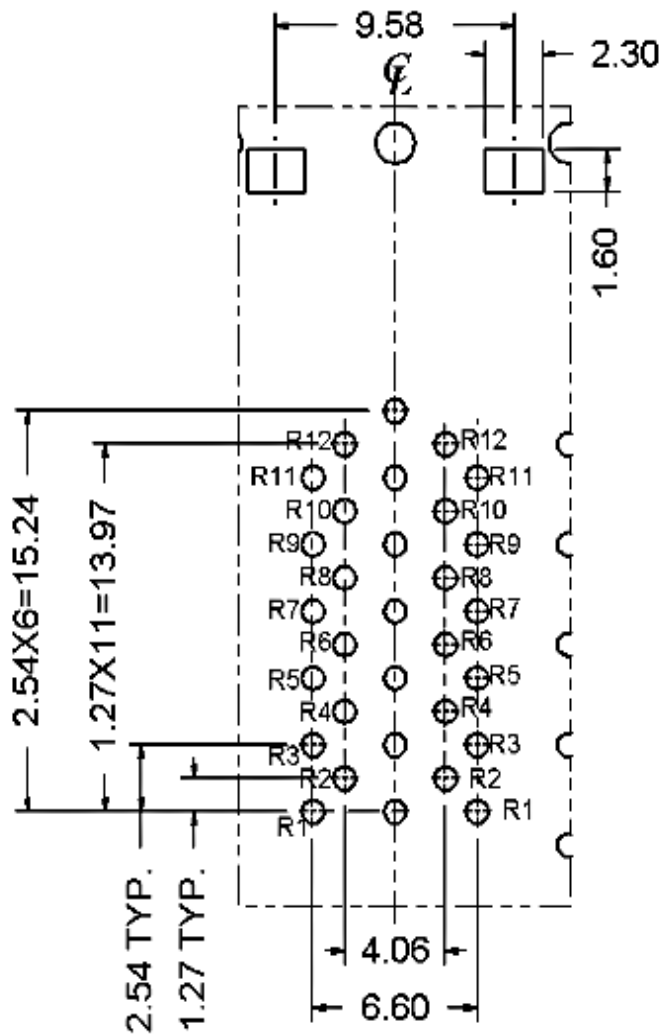 9.58
℄
2.30
1.60
R12 R12
R11 R11
R10 R10
R9 R9
R8 R8
R7 R7
R6 R6
R5 R5
R4 R4
R3 R3
R2 R2
R1 R1
2.54X6=15.24
1.27X11=13.97
2.54 TYP.
1.27 TYP.
4.06
6.60